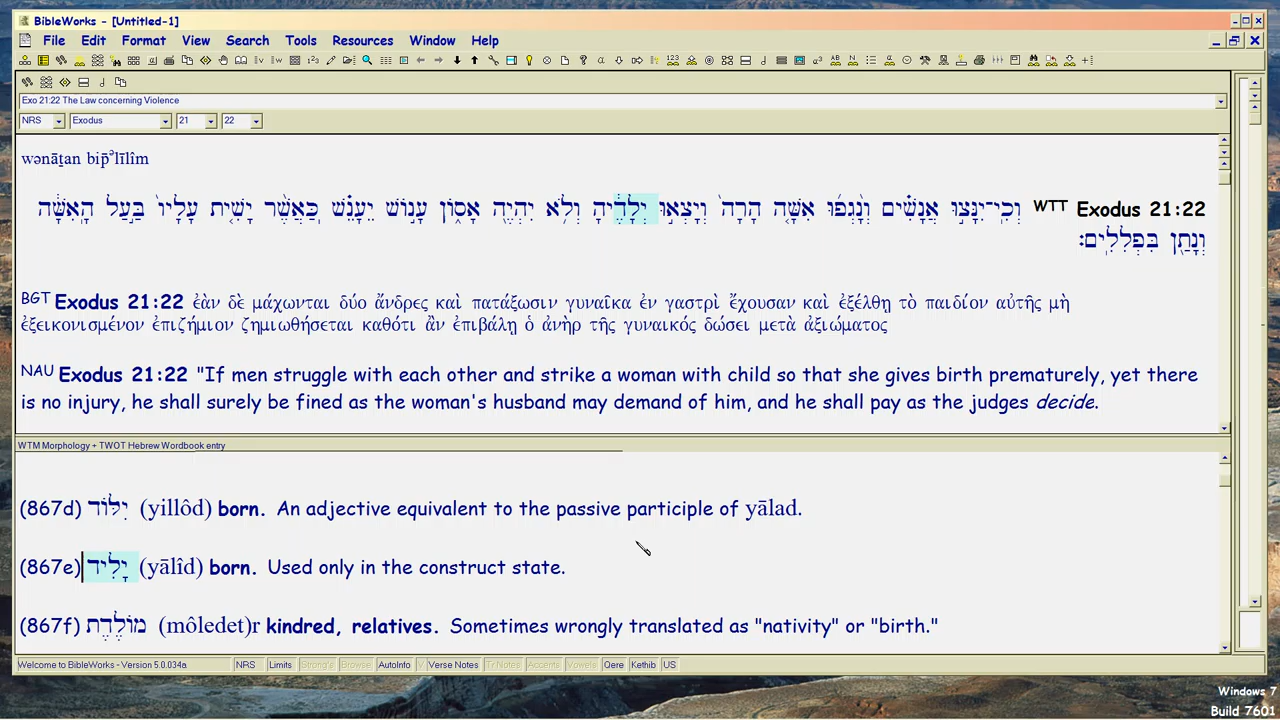 BibleWorks - [Untitled-1]
File Edit Format View Search Tools Resources Window Help
Exo 21:22 The Law concerning Violence
NRS Exodus 21 22
wənāṯan bip̄ᵊlīlîm
WTT Exodus 21:22 וְכִֽי־יִנָּצ֣וּ אֲנָשִׁ֗ים וְנָ֨גְפ֜וּ אִשָּׁ֤ה הָרָה֙ וְיָצְא֣וּ יְלָדֶ֔יהָ וְלֹ֥א יִהְיֶ֖ה אָס֑וֹן עָנ֣וֹשׁ יֵעָנֵ֗שׁ כַּֽאֲשֶׁ֨ר יָשִׁ֤ית עָלָיו֙ בַּ֣עַל הָֽאִשָּׁ֔ה
וְנָתַ֖ן בִּפְלִלִֽים׃
BGT Exodus 21:22 ἐὰν δὲ μάχωνται δύο ἄνδρες καὶ πατάξωσιν γυναῖκα ἐν γαστρὶ ἔχουσαν καὶ ἐξέλθῃ τὸ παιδίον αὐτῆς μὴ
ἐξεικονισμένον ἐπιζήμιον ζημιωθήσεται καθότι ἂν ἐπιβάλῃ ὁ ἀνὴρ τῆς γυναικός δώσει μετὰ ἀξιώματος
NAU Exodus 21:22 "If men struggle with each other and strike a woman with child so that she gives birth prematurely, yet there
is no injury, he shall surely be fined as the woman's husband may demand of him, and he shall pay as the judges decide.
WTM Morphology + TWOT Hebrew Wordbook entry
(867d) יִלּוֹד (yillôd) born. An adjective equivalent to the passive participle of yālad.
(867e) יָלִיד (yālîd) born. Used only in the construct state.
(867f) מוֹלֶדֶת (môledet)r kindred, relatives. Sometimes wrongly translated as "nativity" or "birth."
Welcome to BibleWorks - Version 5.0.034a NRS Limits Strong's Browse AutoInfo Verse Notes Tr Notes Accents Vowels Qere Kethib US
Windows 7
Build 7601